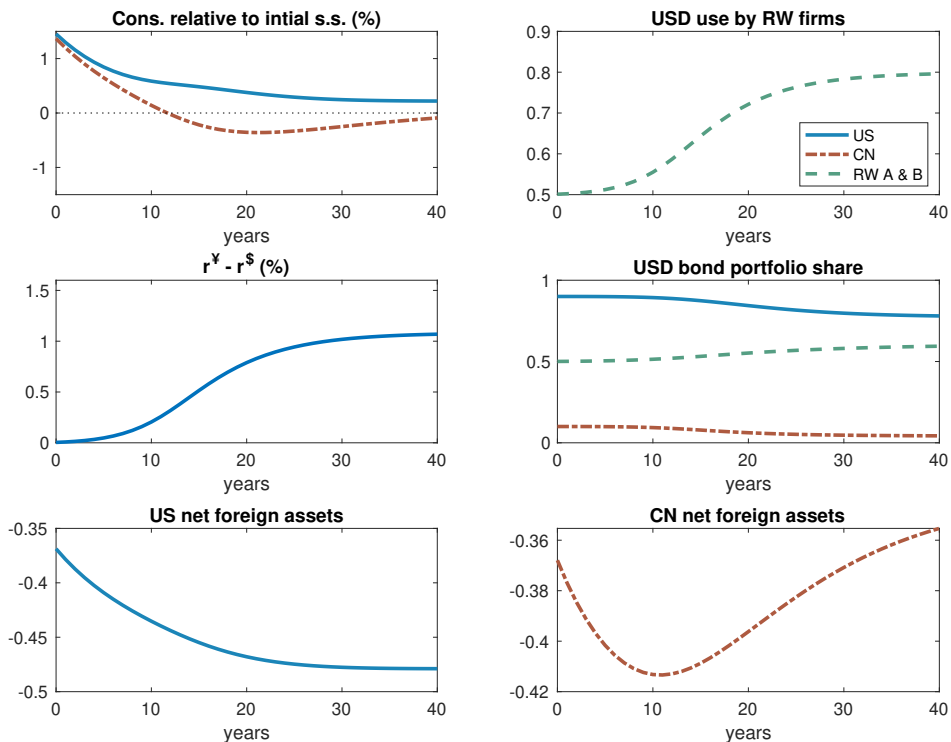 Cons. relative to intial s.s. (%)
1
0
-1
0 10 20 30 40
years
USD use by RW firms
0.9
0.8
0.7
0.6
0.5
US
CN
RW A & B
0 10 20 30 40
years
r^¥ - r^$ (%)
1.5
1
0.5
0
0 10 20 30 40
years
USD bond portfolio share
1
0.5
0
0 10 20 30 40
years
US net foreign assets
-0.35
-0.4
-0.45
-0.5
0 10 20 30 40
years
CN net foreign assets
-0.36
-0.38
-0.4
-0.42
0 10 20 30 40
years